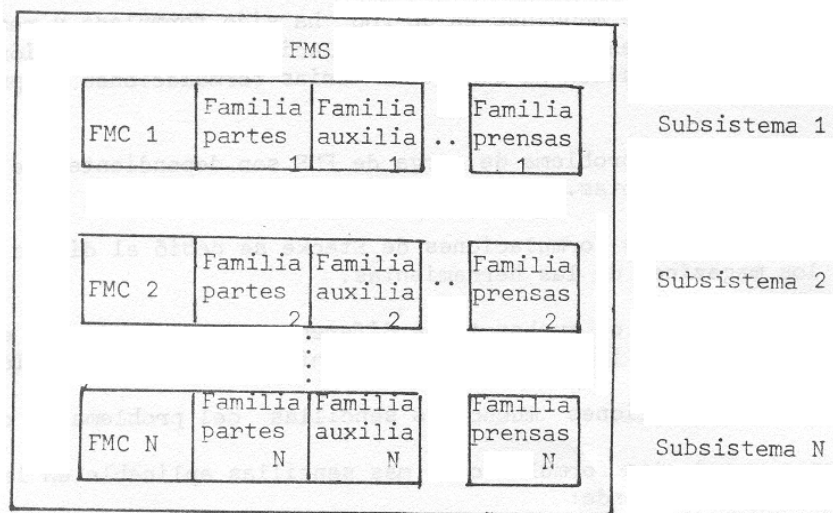 FMS
FMC 1
Familia partes 1
Familia auxilia 1
..
Familia prensas 1
Subsistema 1
FMC 2
Familia partes 2
Familia auxilia 2
..
Familia prensas 2
Subsistema 2
FMC N
Familia partes N
Familia auxilia N
Familia prensas N
Subsistema N